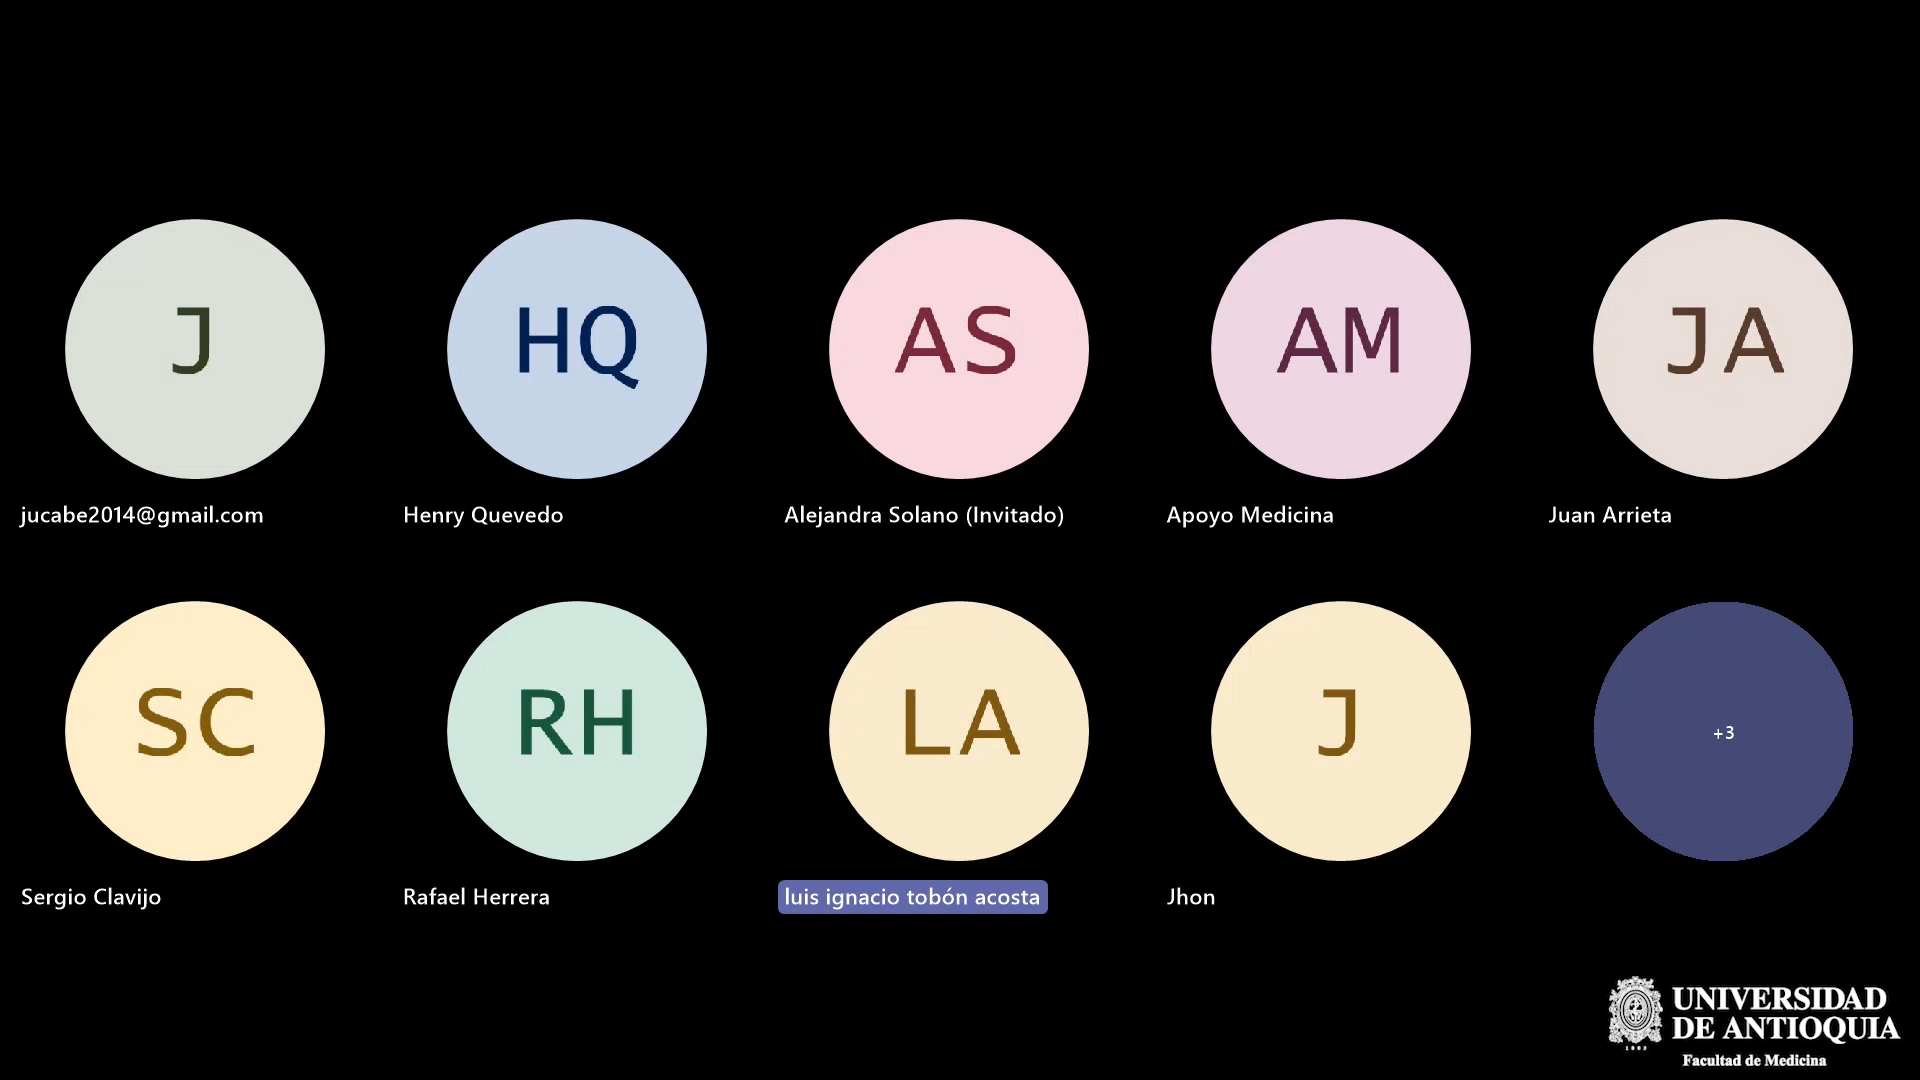 J
HQ
AS
AM
JA
jucabe2014@gmail.com
Henry Quevedo
Alejandra Solano (Invitado)
Apoyo Medicina
Juan Arrieta
SC
RH
LA
J
+3
Sergio Clavijo
Rafael Herrera
luis ignacio tobón acosta
Jhon
UNIVERSIDAD
DE ANTIOQUIA
1803
Facultad de Medicina